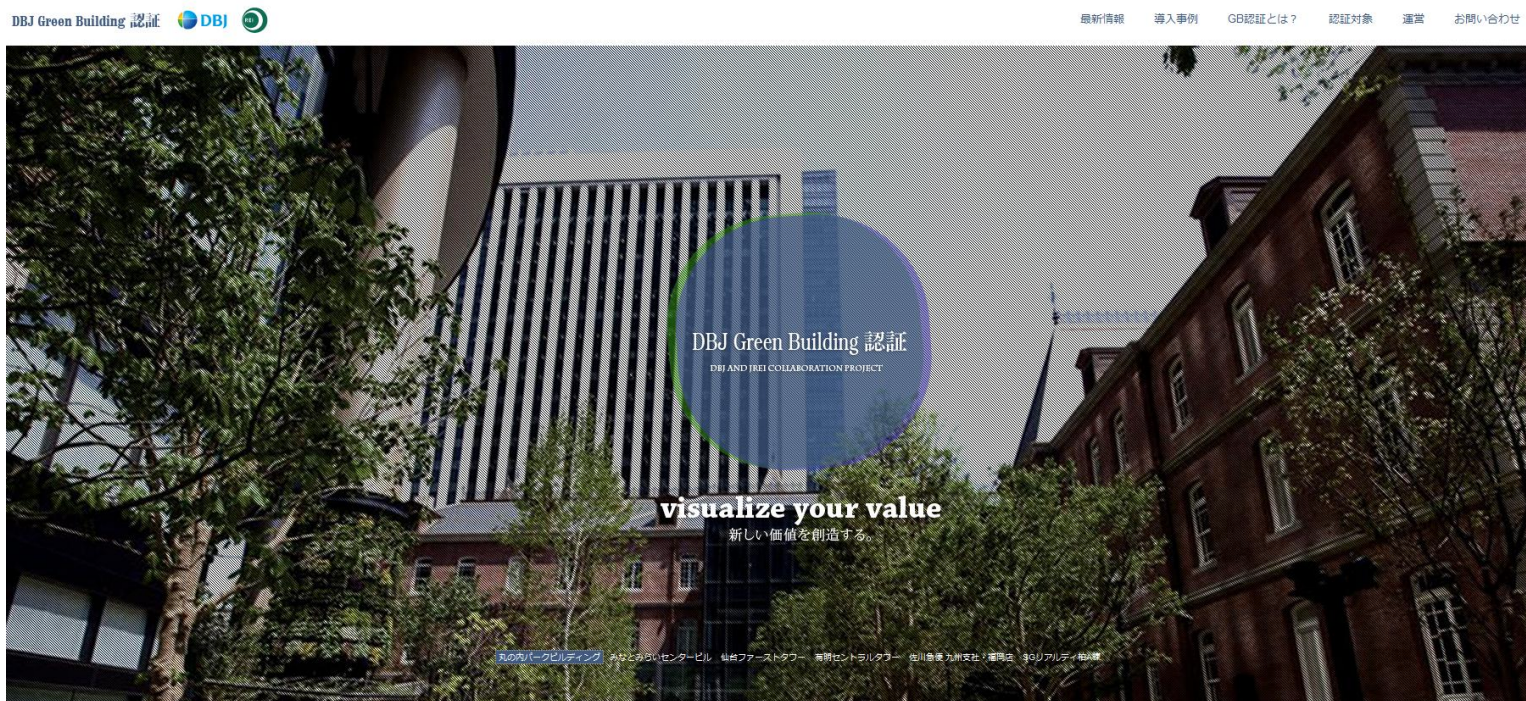 DBJ Green Building 認証 DBJ JREI
最新情報 導入事例 GB認証とは? 認証対象 運営 お問い合わせ
DBJ Green Building 認証
DBJ AND JREI COLLABORATION PROJECT
visualize your value
新しい価値を創造する。
丸の内パークビルディング みなとみらいセンタービル 仙台ファーストタワー 有明セントラルタワー 佐川急便 九州支社・福岡店 SGリアルティ柏A棟